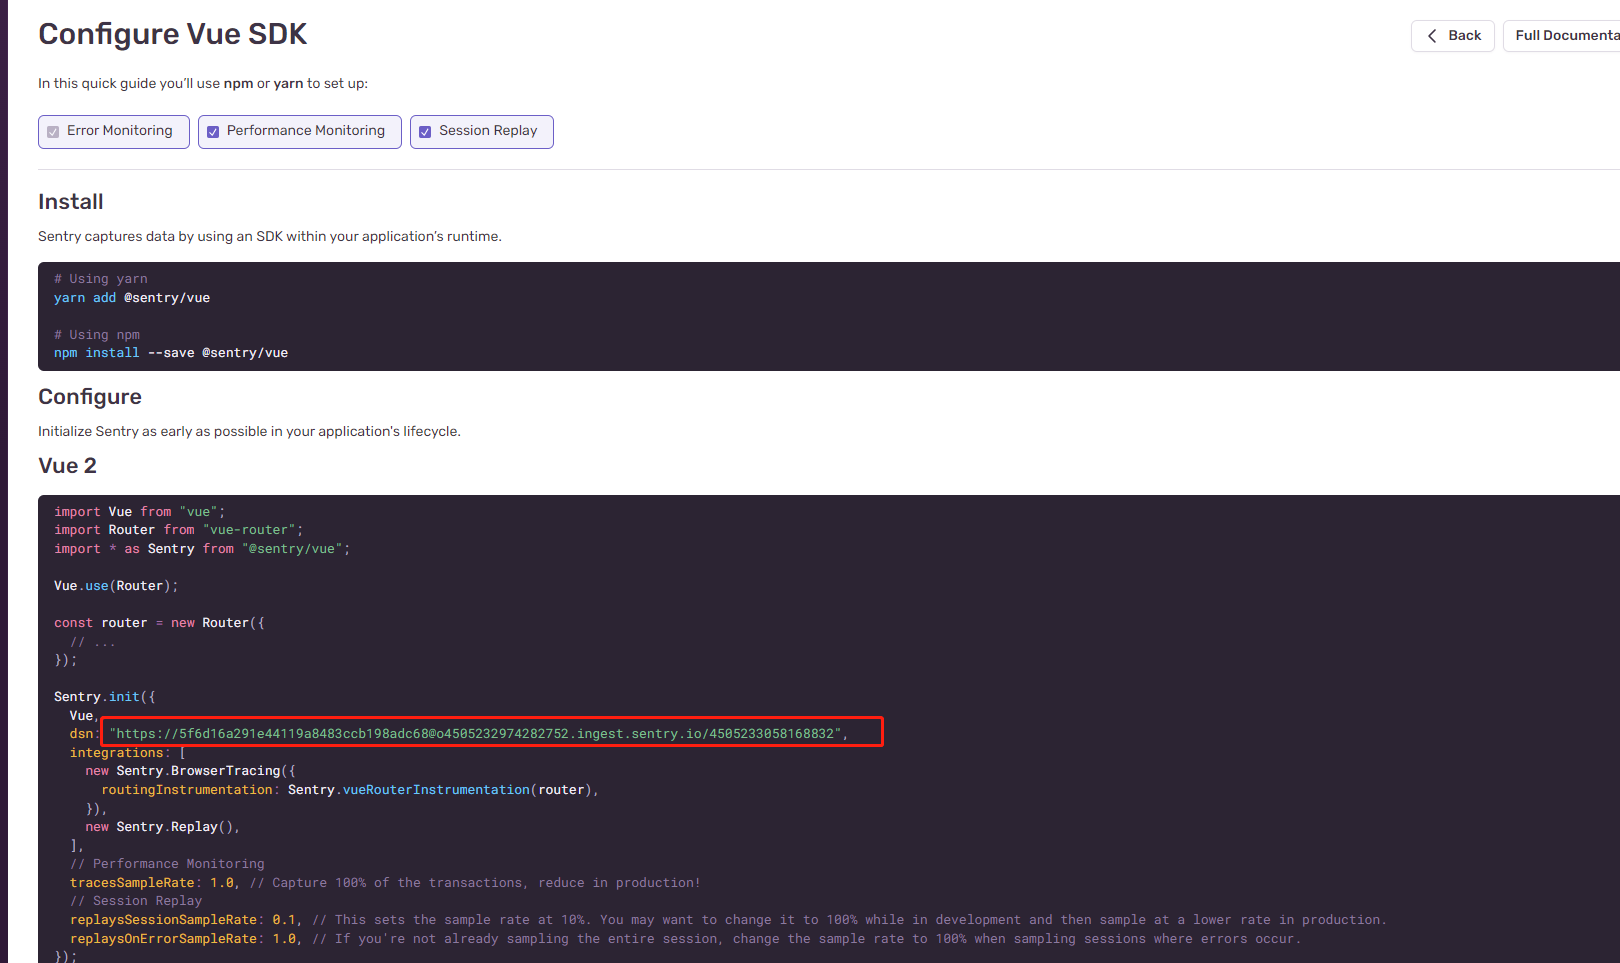 Configure Vue SDK
Back
Full Documenta
In this quick guide you’ll use npm or yarn to set up:
Error Monitoring
Performance Monitoring
Session Replay
Install
Sentry captures data by using an SDK within your application’s runtime.
# Using yarn
yarn add @sentry/vue
# Using npm
npm install --save @sentry/vue
Configure
Initialize Sentry as early as possible in your application's lifecycle.
Vue 2
import Vue from "vue";
import Router from "vue-router";
import * as Sentry from "@sentry/vue";
Vue.use(Router);
const router = new Router({
// ...
});
Sentry.init({
Vue,
dsn: "https://5f6d16a291e44119a8483ccb198adc68@o4505232974282752.ingest.sentry.io/4505233058168832",
integrations: [
new Sentry.BrowserTracing({
routingInstrumentation: Sentry.vueRouterInstrumentation(router),
}),
new Sentry.Replay(),
],
// Performance Monitoring
tracesSampleRate: 1.0, // Capture 100% of the transactions, reduce in production!
// Session Replay
replaysSessionSampleRate: 0.1, // This sets the sample rate at 10%. You may want to change it to 100% while in development and then sample at a lower rate in production.
replaysOnErrorSampleRate: 1.0, // If you're not already sampling the entire session, change the sample rate to 100% when sampling sessions where errors occur.
});